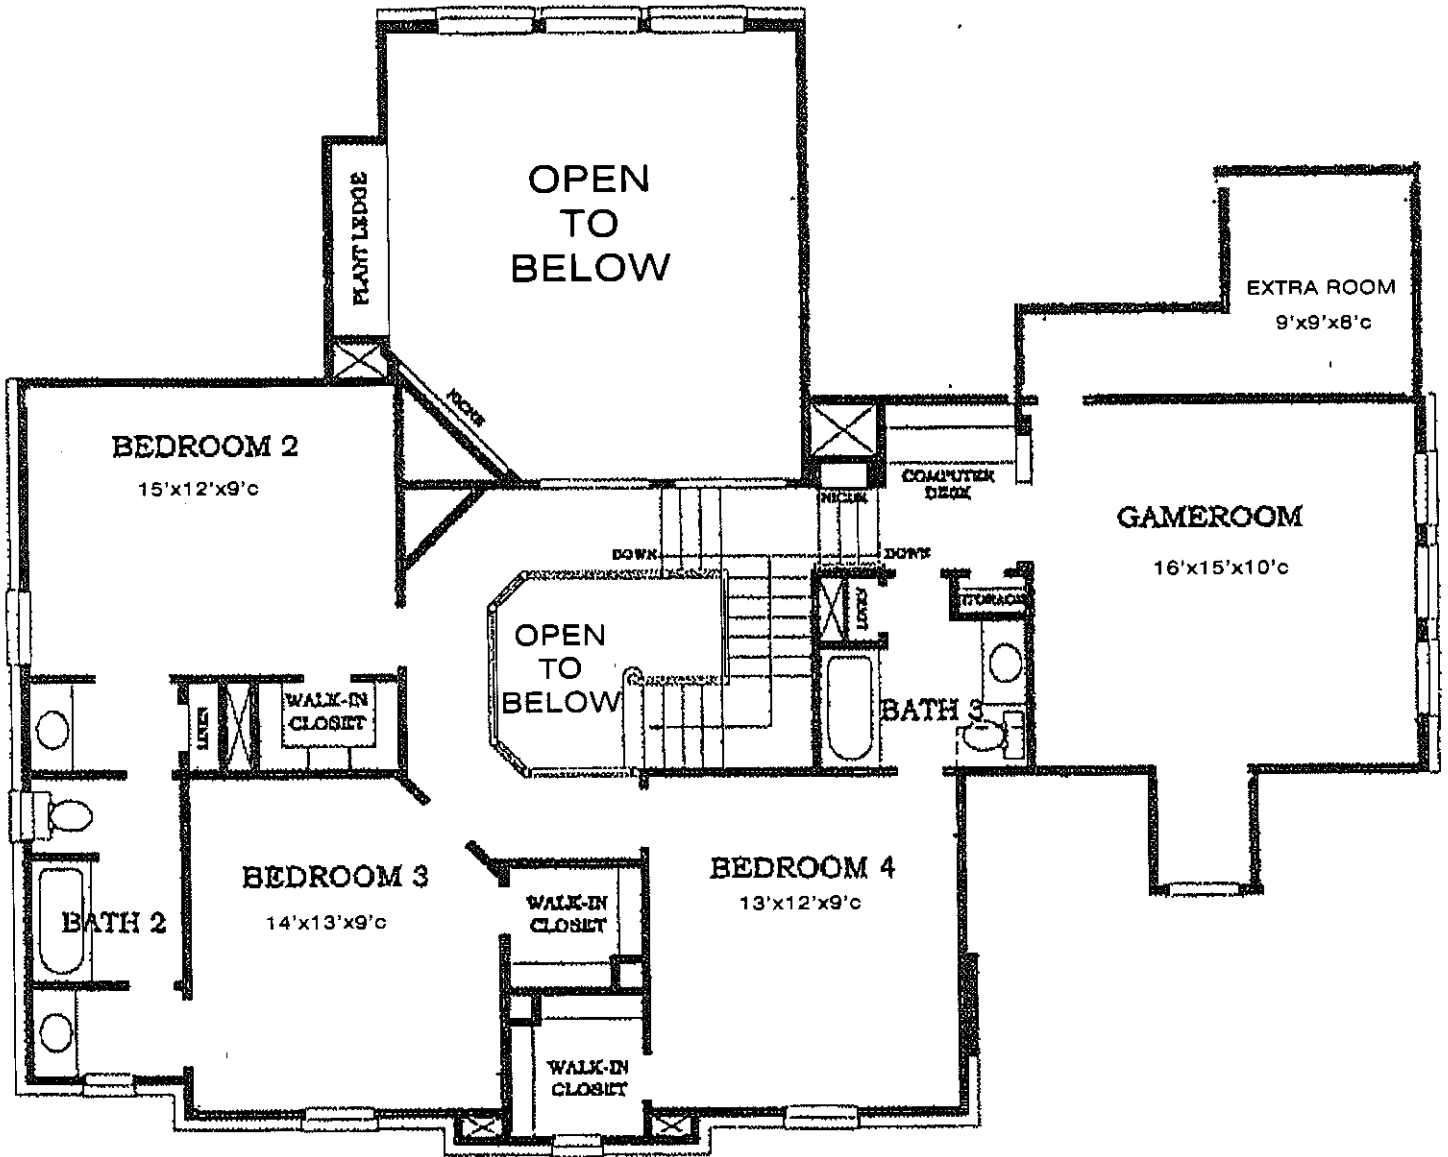 OPEN
TO
BELOW
PLANT LEDGE
EXTRA ROOM
9'x9'x8'c
NICHE
BEDROOM 2
15'x12'x9'c
COMPUTER
DESK
NICHE
GAMEROOM
16'x15'x10'c
DOWN
DOWN
STORAGE
LINEN
OPEN
TO
BELOW
WALK-IN
CLOSET
LINEN
BATH 3
BEDROOM 3
14'x13'x9'c
BEDROOM 4
13'x12'x9'c
WALK-IN
CLOSET
BATH 2
WALK-IN
CLOSET